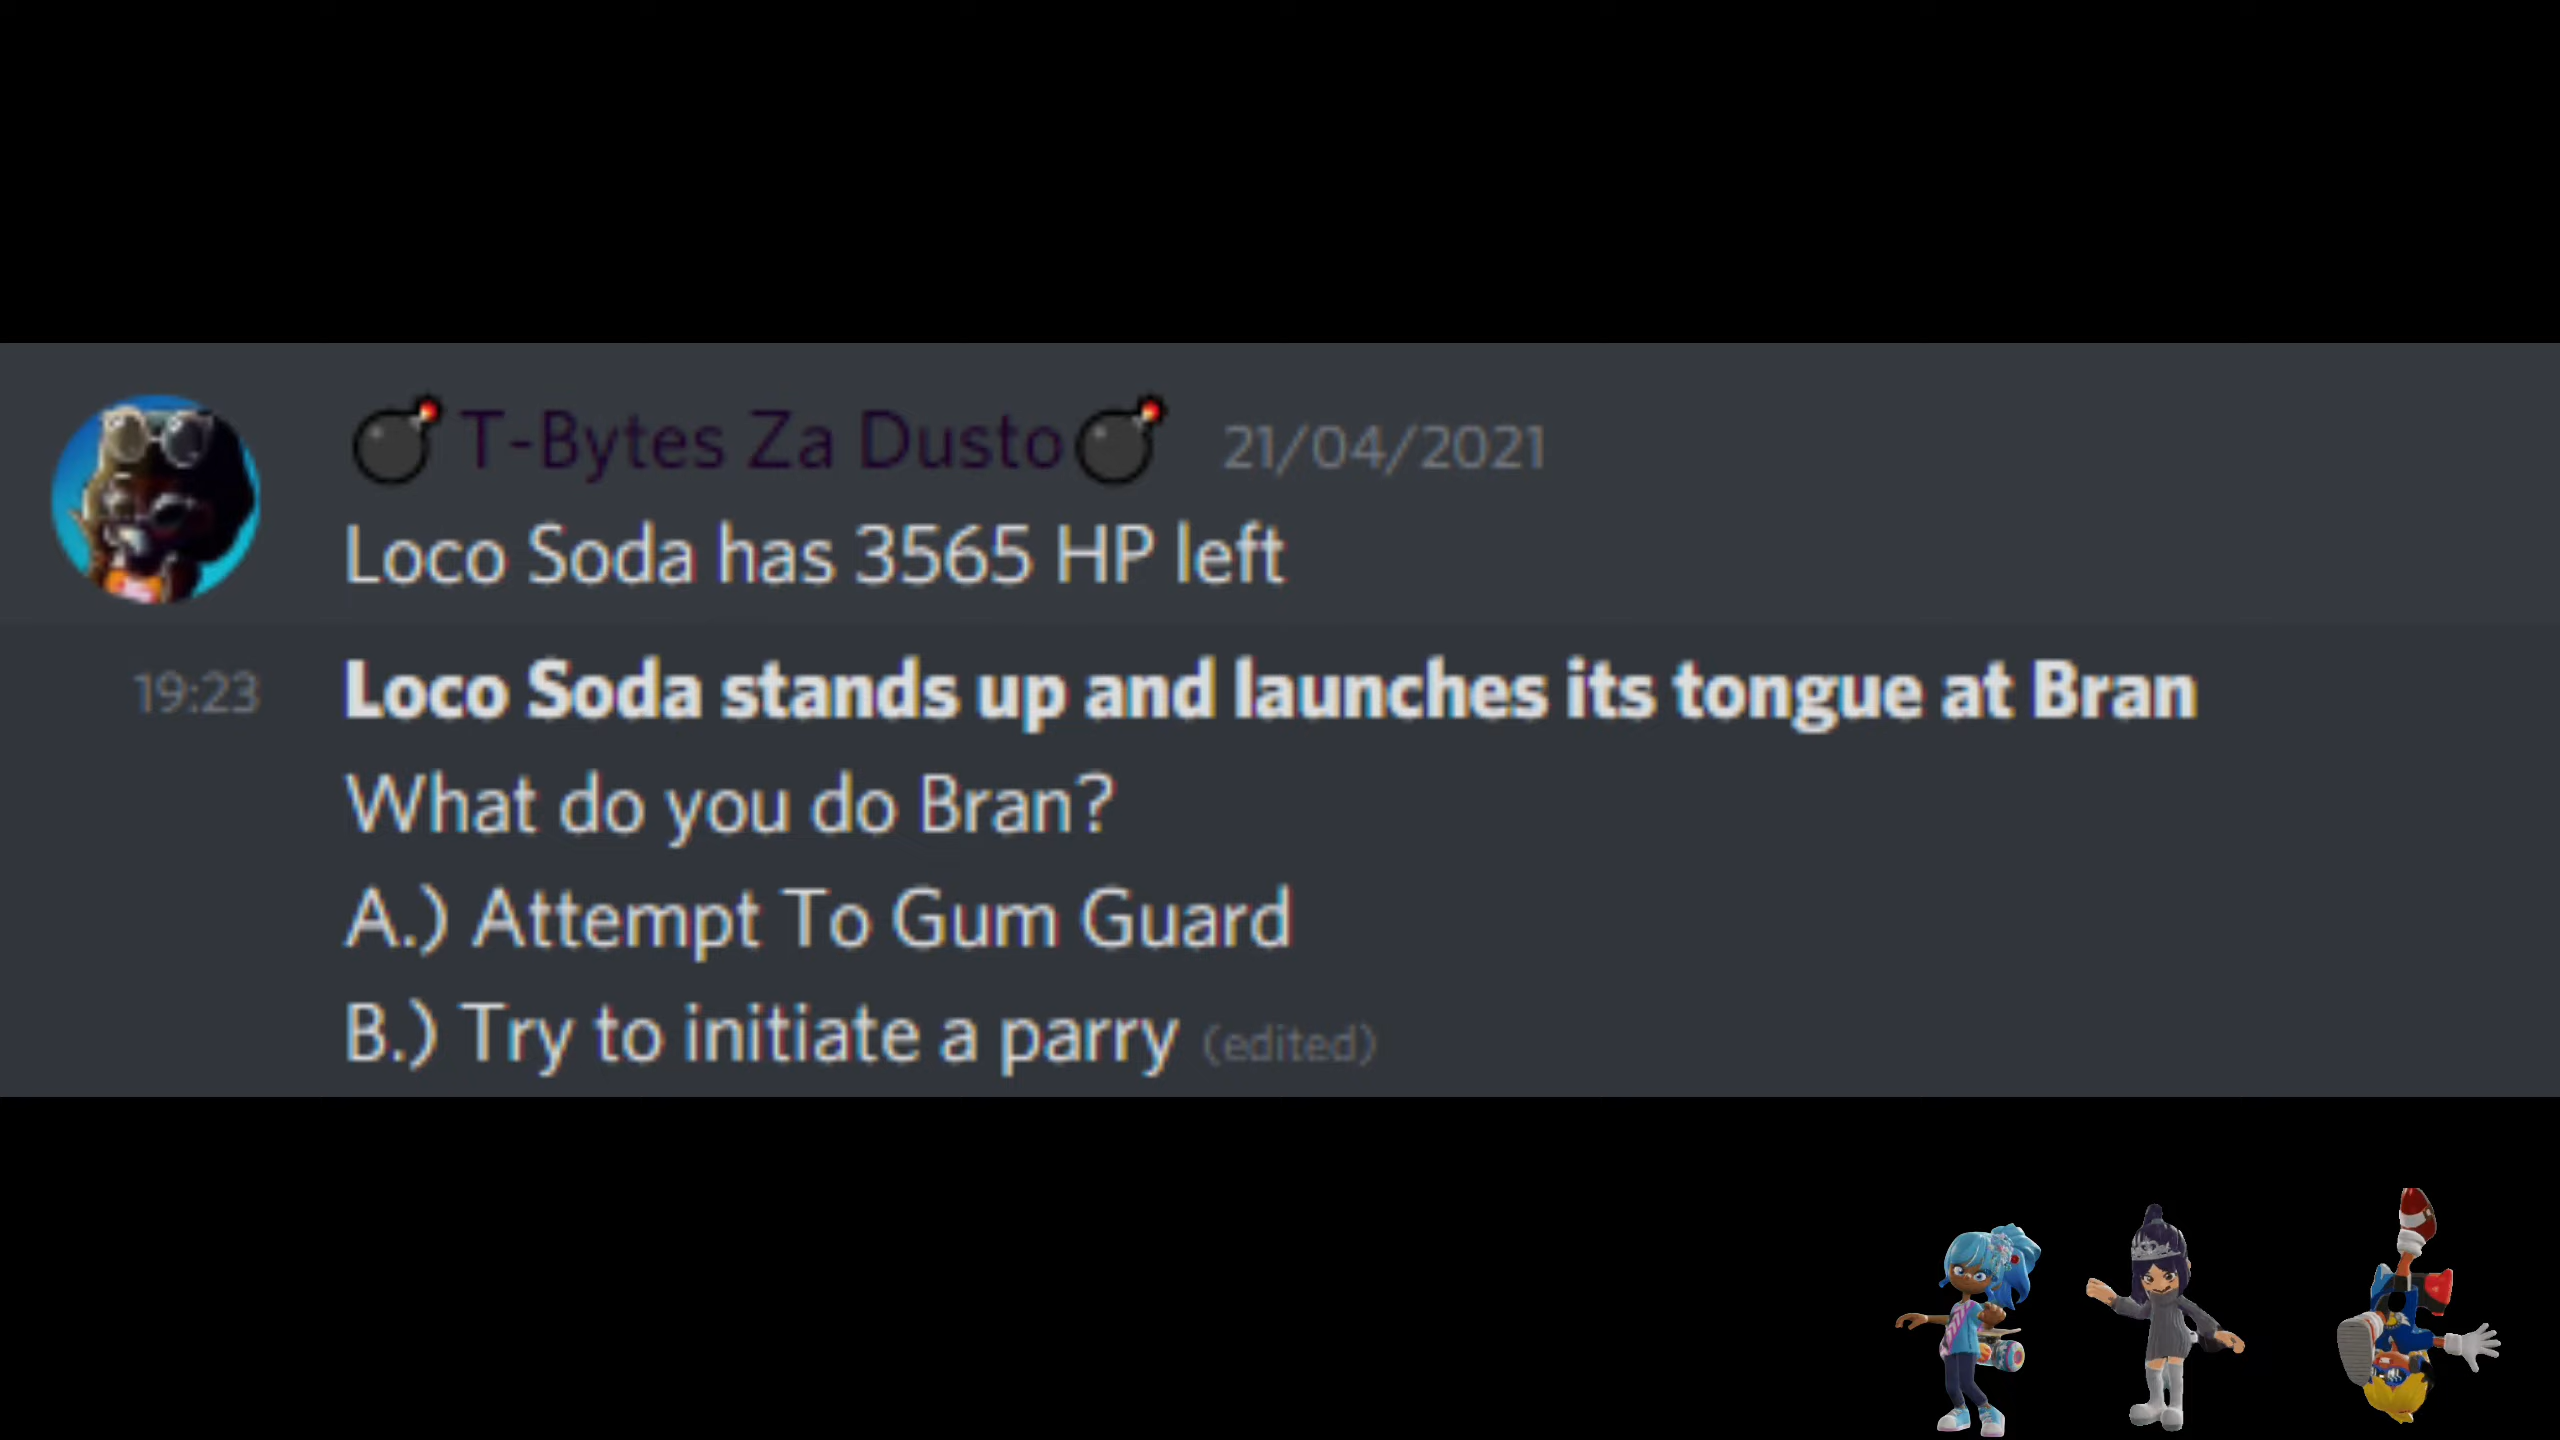 💣T-Bytes Za Dusto💣 21/04/2021
Loco Soda has 3565 HP left
19:23 Loco Soda stands up and launches its tongue at Bran
What do you do Bran?
A.) Attempt To Gum Guard
B.) Try to initiate a parry (edited)